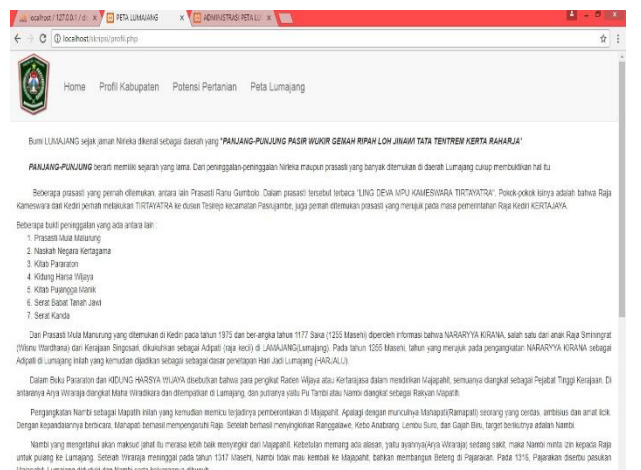 localhost / 127.0.0.1 / d
PETA LUMAJANG
ADMINISTRASI PETA LU
localhost/skripsi/profil.php
Home Profil Kabupaten Potensi Pertanian Peta Lumajang
Bumi LUMAJANG sejak jaman Nirleka dikenal sebagai daerah yang "PANJANG-PUNJUNG PASIR WUKIR GEMAH RIPAH LOH JINAWI TATA TENTREM KERTA RAHARJA"
PANJANG-PUNJUNG berarti memiliki sejarah yang lama. Dari peninggalan-peninggalan Nirleka maupun prasasti yang banyak ditemukan di daerah Lumajang cukup membuktikan hal itu
Beberapa prasasti yang pernah ditemukan, antara lain Prasasti Ranu Gumbolo. Dalam prasasti tersebut terbaca "LING DEVA MPU KAMESWARA TIRTAYATRA". Pokok-pokok isinya adalah bahwa Raja
Kameswara dari Kediri pernah melakukan TIRTAYATRA ke dusun Tesirejo kecamatan Pasrujambe, juga pernah ditemukan prasasti yang merujuk pada masa pemerintahan Raja Kediri KERTAJAYA.
Beberapa bukti peninggalan yang ada antara lain :
1. Prasasti Mula Malurung
2. Naskah Negara Kertagama
3. Kitab Pararaton
4. Kidung Harsa Wijaya
5. Kitab Pujangga Manik
6. Serat Babat Tanah Jawi
7. Serat Kanda
Dari Prasasti Mula Manurung yang ditemukan di Kediri pada tahun 1975 dan ber-angka tahun 1177 Saka (1255 Masehi) diperoleh informasi bahwa NARARYYA KIRANA, salah satu dari anak Raja Sminingrat
(Wisnu Wardhana) dari Kerajaan Singosari, dikukuhkan sebagai Adipati (raja kecil) di LAMAJANG(Lumajang). Pada tahun 1255 Masehi, tahun yang merujuk pada pengangkatan NARARYYA KIRANA sebagai
Adipati di Lumajang inilah yang kemudian dijadikan sebagai sebagai dasar penetapan Hari Jadi Lumajang (HARJALU).
Dalam Buku Pararaton dan KIDUNG HARSYA WIJAYA disebutkan bahwa para pengikut Raden Wijaya atau Kertarajasa dalam mendirikan Majapahit, semuanya diangkat sebagai Pejabat Tinggi Kerajaan. Di
antaranya Arya Wiraraja diangkat Maha Wiradikara dan ditempatkan di Lumajang, dan putranya yaitu Pu Tambi atau Nambi diangkat sebagai Rakyan Mapatih.
Pengangkatan Nambi sebagai Mapatih inilah yang kemudian memicu terjadinya pemberontakan di Majapahit. Apalagi dengan munculnya Mahapati(Ramapati) seorang yang cerdas, ambisius dan amat licik.
Dengan kepandaiannya berbicara, Mahapati berhasil mempengaruhi Raja. Setelah berhasil menyingkirkan Ranggalawe, Kebo Anabrang, Lembu Suro, dan Gajah Biru, target berikutnya adalah Nambi.
Nambi yang mengetahui akan maksud jahat itu merasa lebih baik menyingkir dari Majapahit. Kebetulan memang ada alasan, yaitu ayahnya(Arya Wiraraja) sedang sakit, maka Nambi minta izin kepada Raja
untuk pulang ke Lumajang. Setelah Wiraraja meninggal pada tahun 1317 Masehi, Nambi tidak mau kembali ke Majapahit, bahkan membangun Beteng di Pajarakan. Pada 1316, Pajarakan diserbu pasukan